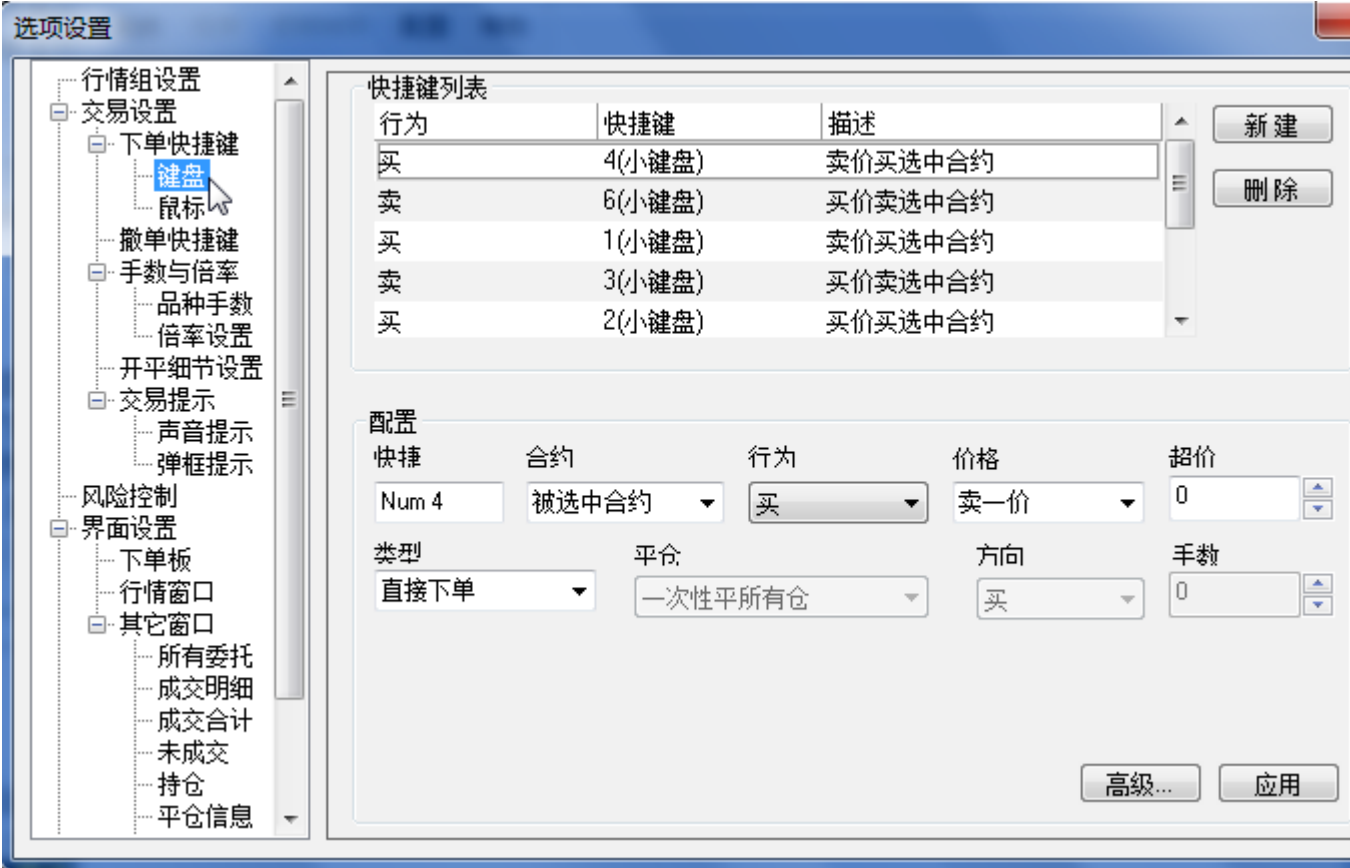 选项设置
行情组设置
交易设置
下单快捷键
键盘
鼠标
撤单快捷键
手数与倍率
品种手数
倍率设置
开平细节设置
交易提示
声音提示
弹框提示
风险控制
界面设置
下单板
行情窗口
其它窗口
所有委托
成交明细
成交合计
未成交
持仓
平仓信息
快捷键列表
行为 快捷键 描述
买 4(小键盘) 卖价买选中合约
卖 6(小键盘) 买价卖选中合约
买 1(小键盘) 卖价买选中合约
卖 3(小键盘) 买价卖选中合约
买 2(小键盘) 买价买选中合约
新建
删除
配置
快捷 合约 行为 价格 超价
Num 4 被选中合约 买 卖一价 0
类型 平仓 方向 手数
直接下单 一次性平所有仓 买 0
高级... 应用